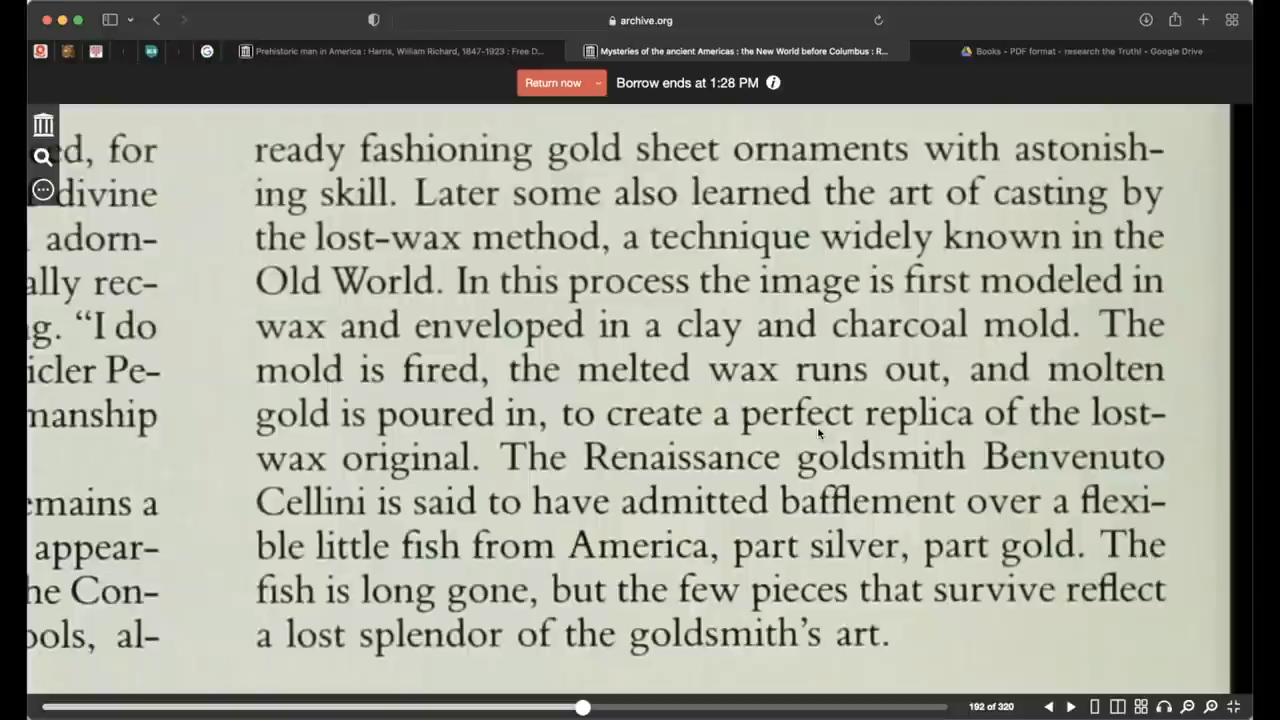 archive.org
Prehistoric man in America : Harris, William Richard, 1847-1923 : Free D...
Mysteries of the ancient Americas : the New World before Columbus : R...
Books - PDF format - research the Truth! - Google Drive
Return now
Borrow ends at 1:28 PM
ed, for
divine
adorn-
ally rec-
g. “I do
icler Pe-
manship
emains a
appear-
he Con-
ools, al-
ready fashioning gold sheet ornaments with astonish-
ing skill. Later some also learned the art of casting by
the lost-wax method, a technique widely known in the
Old World. In this process the image is first modeled in
wax and enveloped in a clay and charcoal mold. The
mold is fired, the melted wax runs out, and molten
gold is poured in, to create a perfect replica of the lost-
wax original. The Renaissance goldsmith Benvenuto
Cellini is said to have admitted bafflement over a flexi-
ble little fish from America, part silver, part gold. The
fish is long gone, but the few pieces that survive reflect
a lost splendor of the goldsmith’s art.
192 of 320